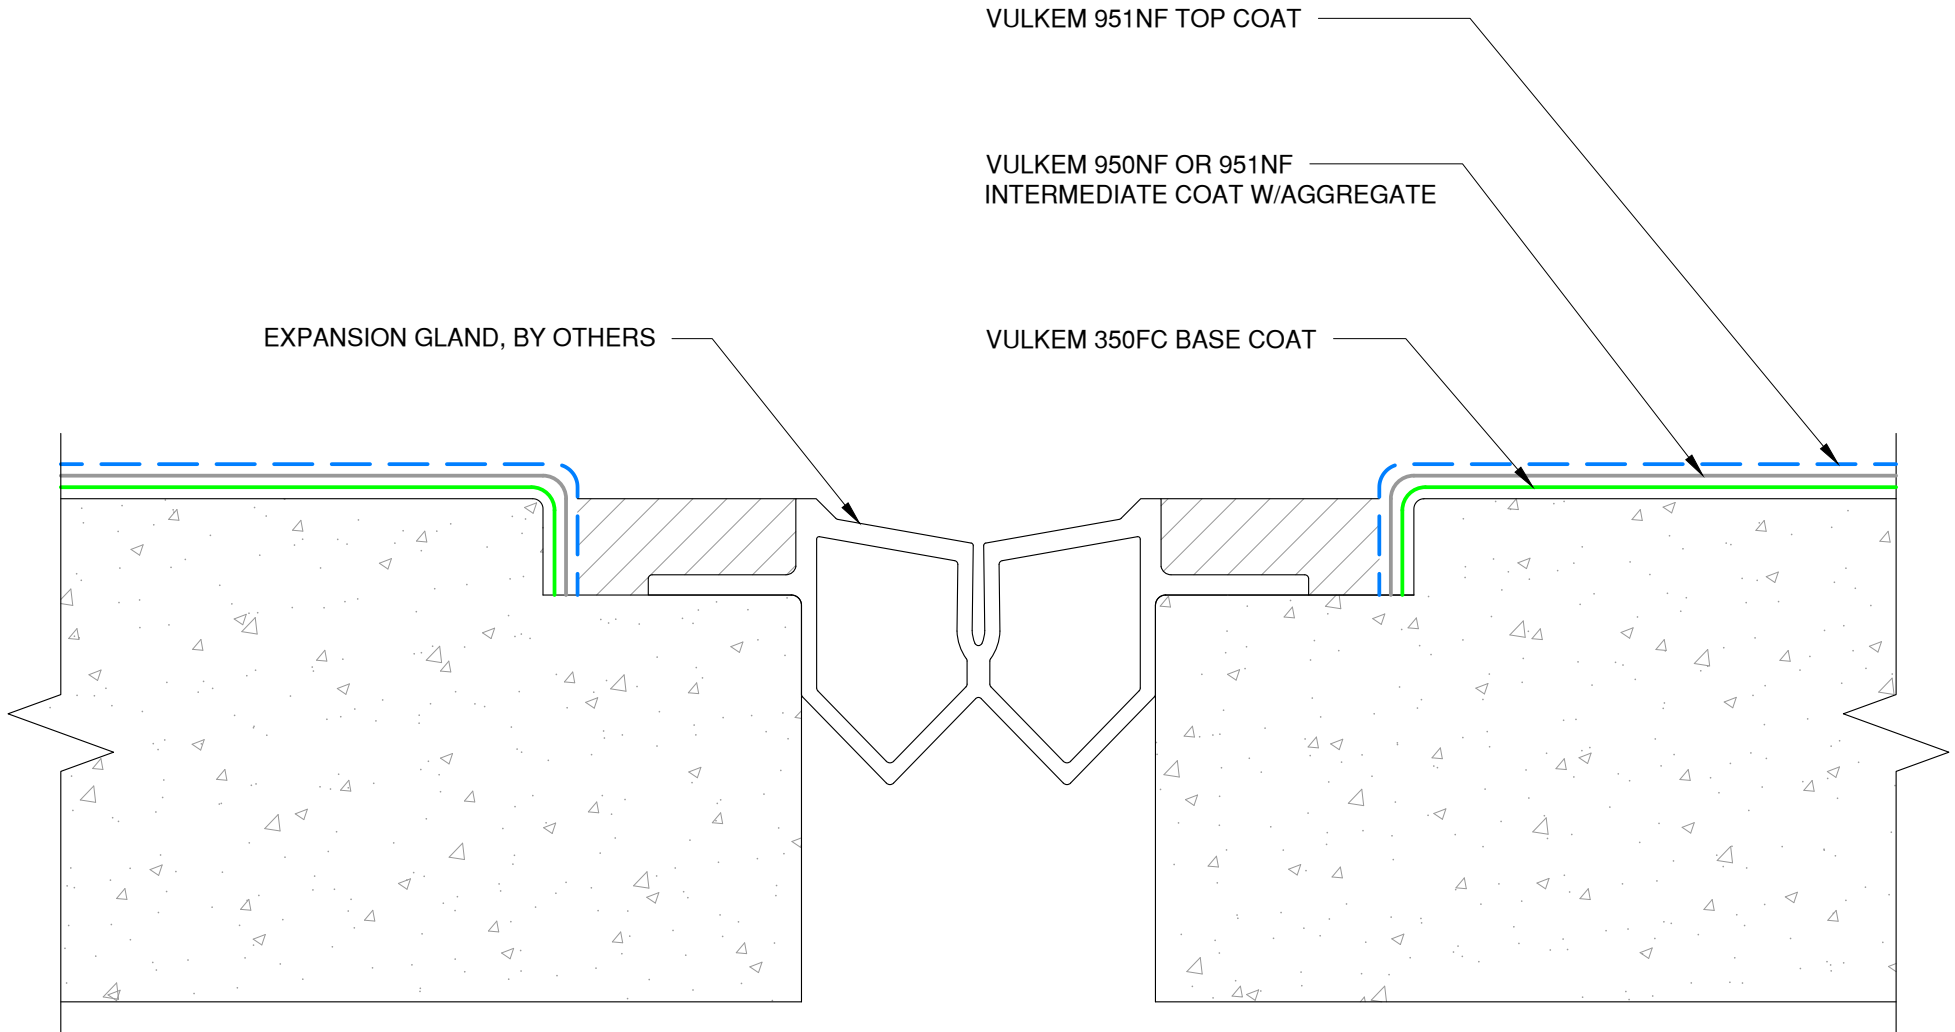 VULKEM 951NF TOP COAT
VULKEM 950NF OR 951NF
INTERMEDIATE COAT W/AGGREGATE
EXPANSION GLAND, BY OTHERS
VULKEM 350FC BASE COAT